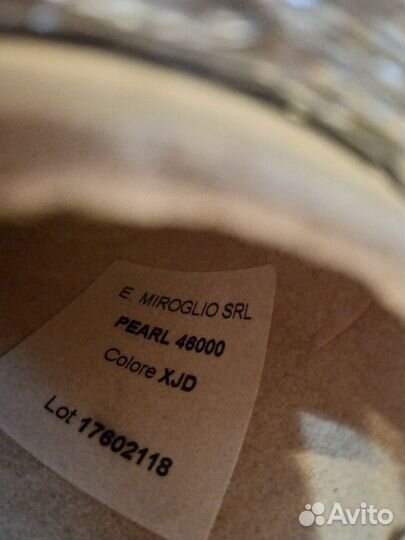 E. MIROGLIO SRL
PEARL 46000
Colore XJD
Lot 17602118
Avito